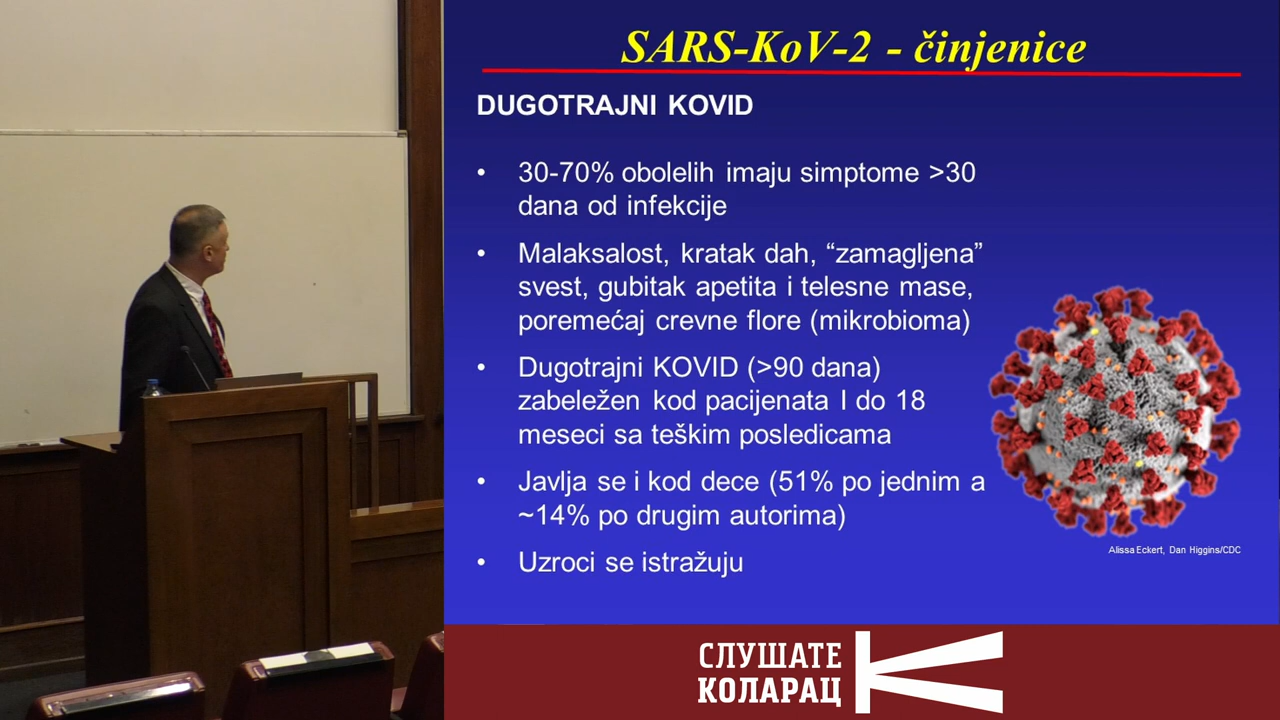 SARS-KoV-2 - činjenice
DUGOTRAJNI KOVID
• 30-70% obolelih imaju simptome >30
dana od infekcije
• Malaksalost, kratak dah, “zamagljena”
svest, gubitak apetita i telesne mase,
poremećaj crevne flore (mikrobioma)
• Dugotrajni KOVID (>90 dana)
zabeležen kod pacijenata I do 18
meseci sa teškim posledicama
• Javlja se i kod dece (51% po jednim a
~14% po drugim autorima)
• Uzroci se istražuju
Alissa Eckert, Dan Higgins/CDC
СЛУШАТЕ
КОЛАРАЦ